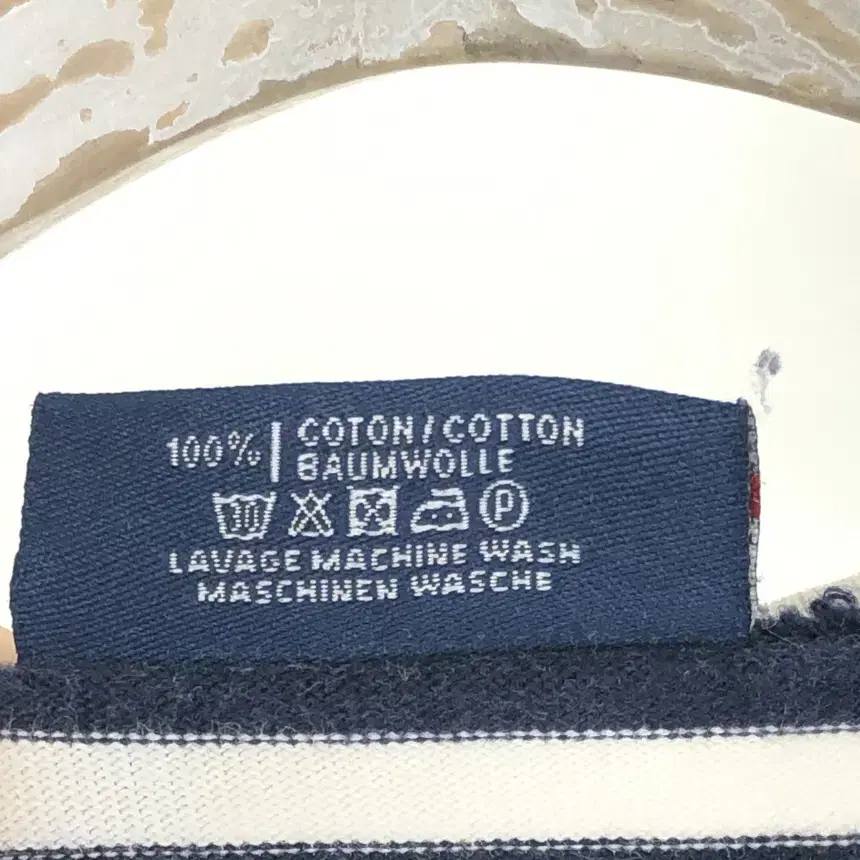 100% | COTON / COTTON
BAUMWOLLE
30 P
LAVAGE MACHINE WASH
MASCHINEN WASCHE